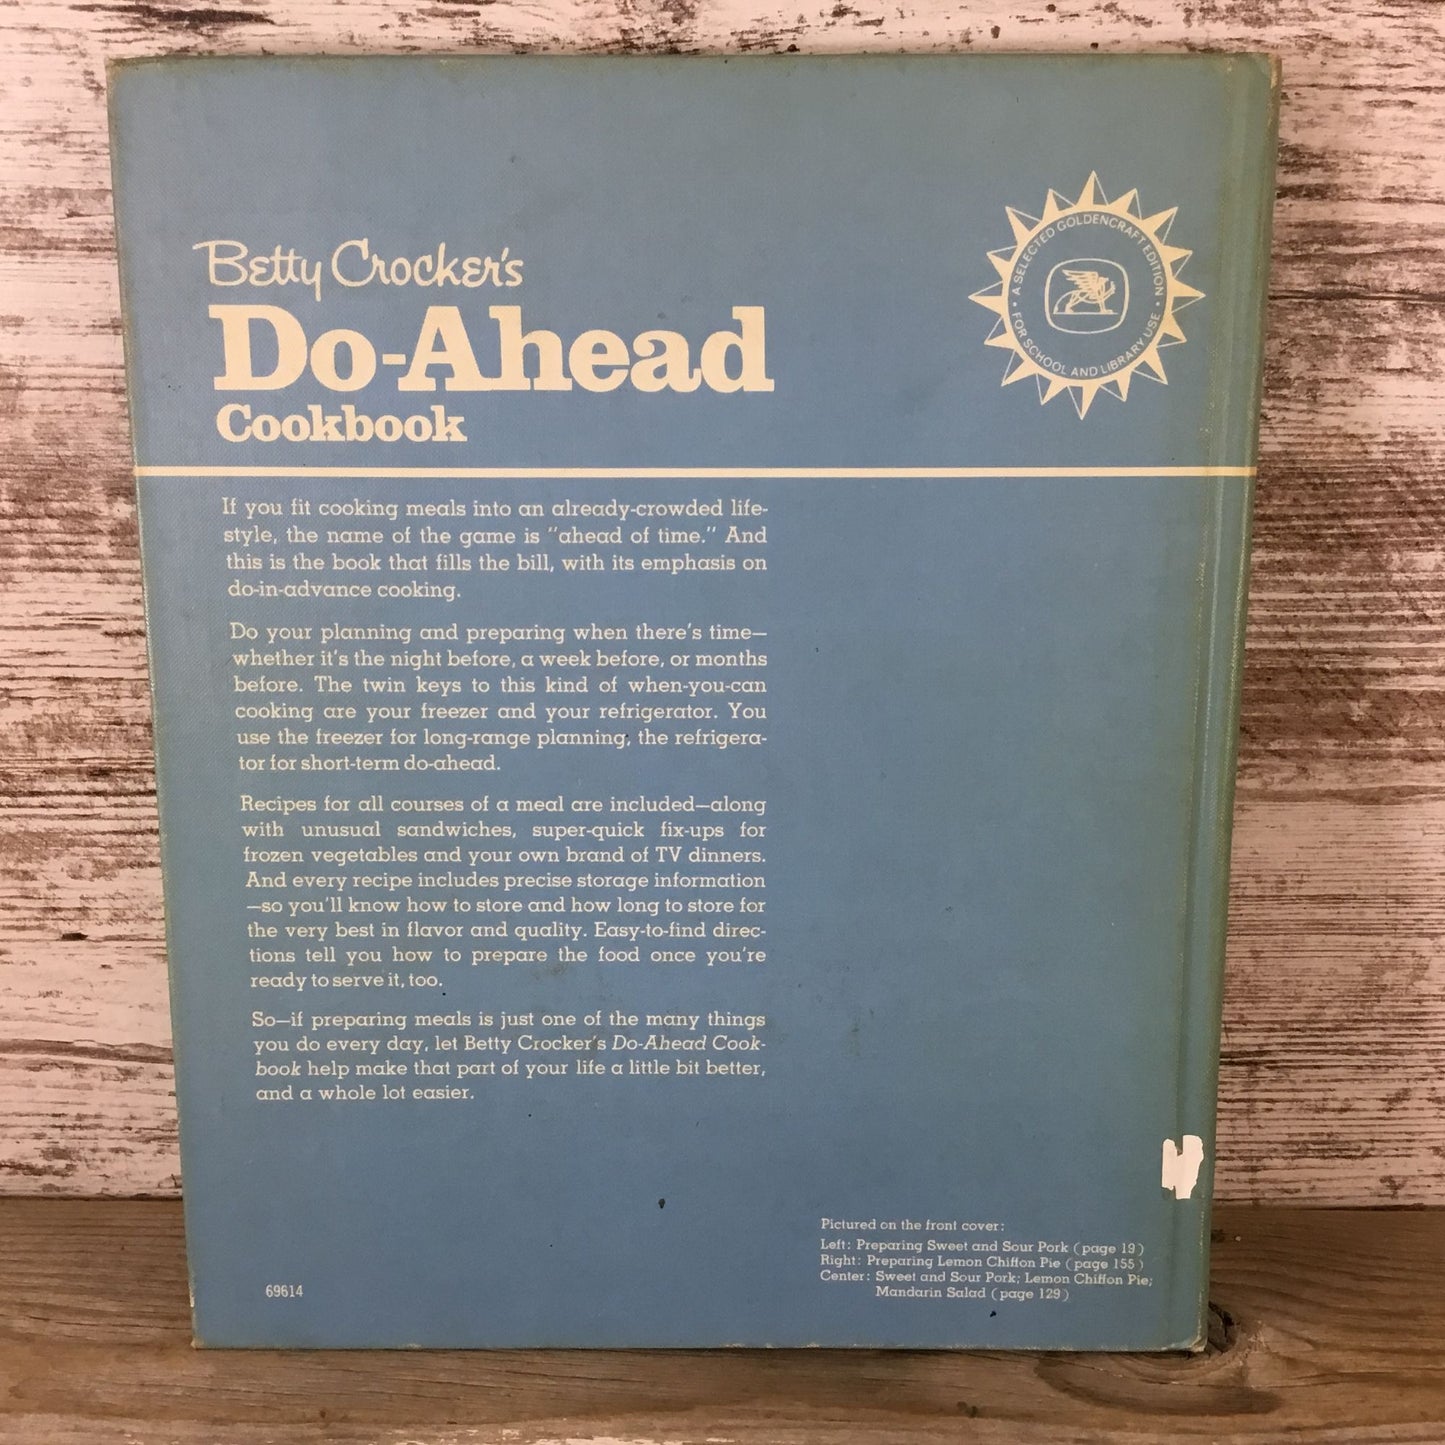 Betty Crocker's
Do-Ahead
Cookbook
A SELECTED GOLDENCRAFT EDITION
• FOR SCHOOL AND LIBRARY USE •
If you fit cooking meals into an already-crowded life-
style, the name of the game is "ahead of time." And
this is the book that fills the bill, with its emphasis on
do-in-advance cooking.
Do your planning and preparing when there's time—
whether it's the night before, a week before, or months
before. The twin keys to this kind of when-you-can
cooking are your freezer and your refrigerator. You
use the freezer for long-range planning, the refrigera-
tor for short-term do-ahead.
Recipes for all courses of a meal are included—along
with unusual sandwiches, super-quick fix-ups for
frozen vegetables and your own brand of TV dinners.
And every recipe includes precise storage information
—so you'll know how to store and how long to store for
the very best in flavor and quality. Easy-to-find direc-
tions tell you how to prepare the food once you're
ready to serve it, too.
So—if preparing meals is just one of the many things
you do every day, let Betty Crocker's Do-Ahead Cook-
book help make that part of your life a little bit better,
and a whole lot easier.
Pictured on the front cover:
Left: Preparing Sweet and Sour Pork (page 19)
Right: Preparing Lemon Chiffon Pie (page 155)
Center: Sweet and Sour Pork; Lemon Chiffon Pie;
Mandarin Salad (page 129)
69614